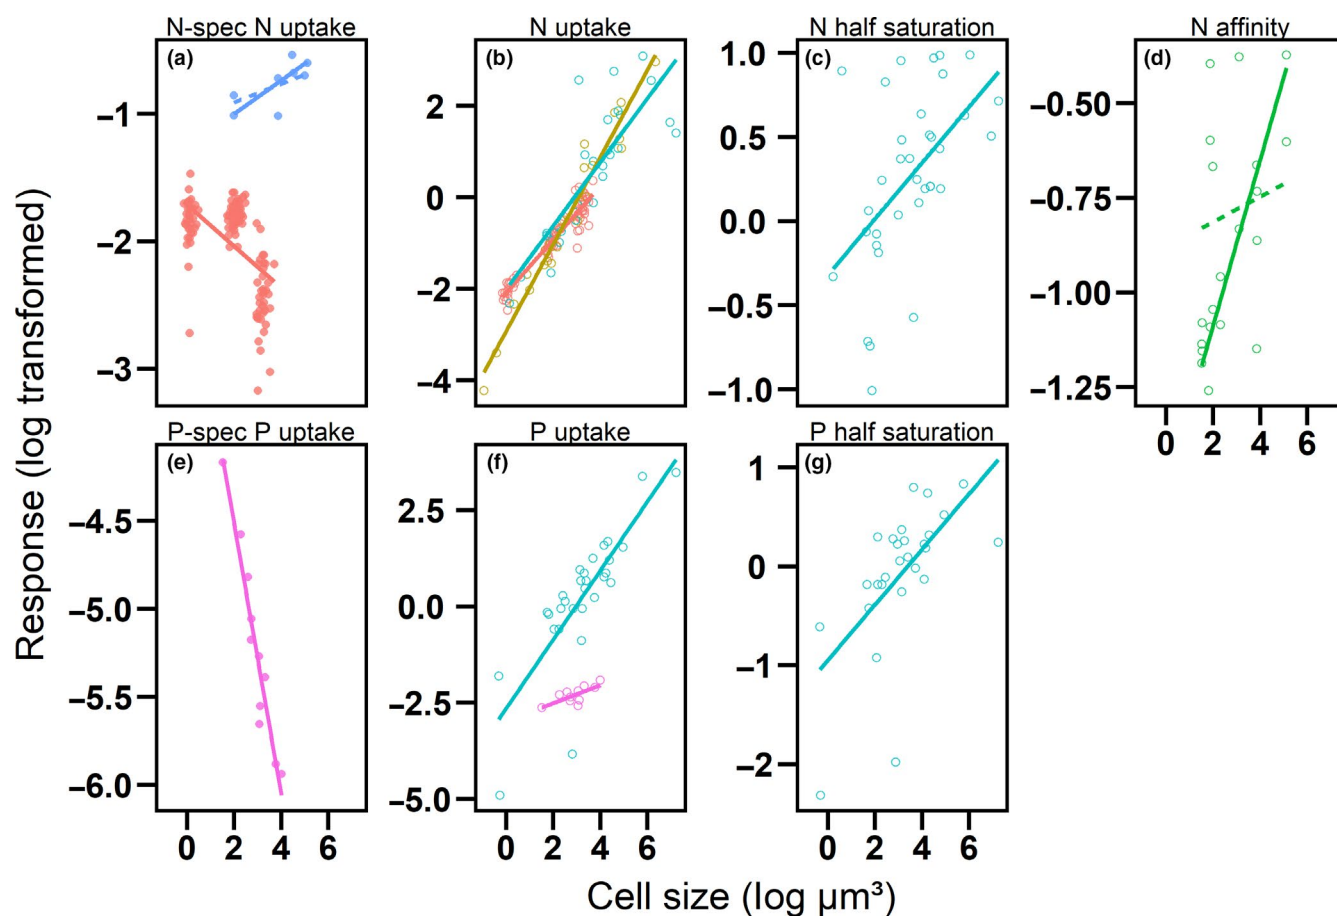 N-spec N uptake
N uptake
N half saturation
N affinity
(a)
(b)
(c)
(d)
−1
−2
−3
2
0
−2
−4
1.0
0.5
0.0
−0.5
−1.0
−0.50
−0.75
−1.00
−1.25
0 2 4 6
P-spec P uptake
P uptake
P half saturation
(e)
(f)
(g)
−4.5
−5.0
−5.5
−6.0
2.5
0.0
−2.5
−5.0
1
0
−1
−2
0 2 4 6
0 2 4 6
0 2 4 6
Response (log transformed)
Cell size (log µm³)